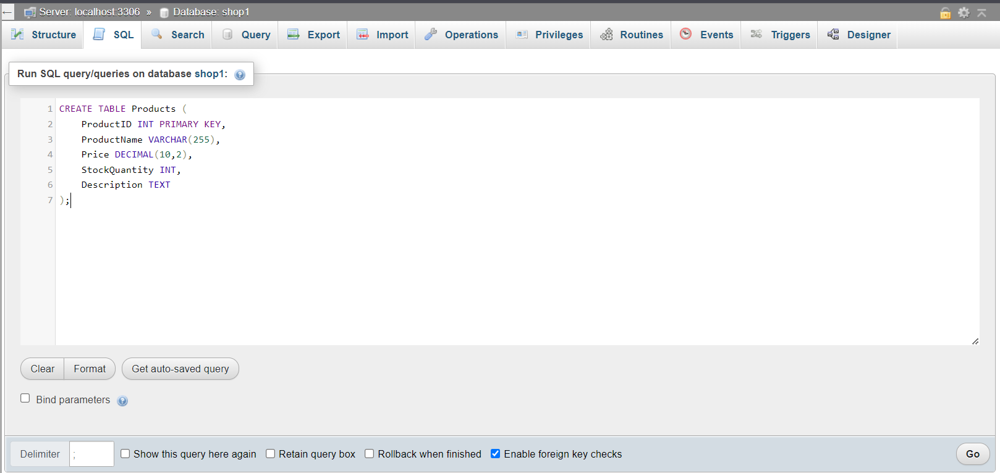 ← Server: localhost:3306 » Database: shop1
Structure SQL Search Query Export Import Operations Privileges Routines Events Triggers Designer
Run SQL query/queries on database shop1:
1 CREATE TABLE Products (
2 ProductID INT PRIMARY KEY,
3 ProductName VARCHAR(255),
4 Price DECIMAL(10,2),
5 StockQuantity INT,
6 Description TEXT
7 );
Clear Format Get auto-saved query
Bind parameters
Delimiter ; Show this query here again Retain query box Rollback when finished Enable foreign key checks Go